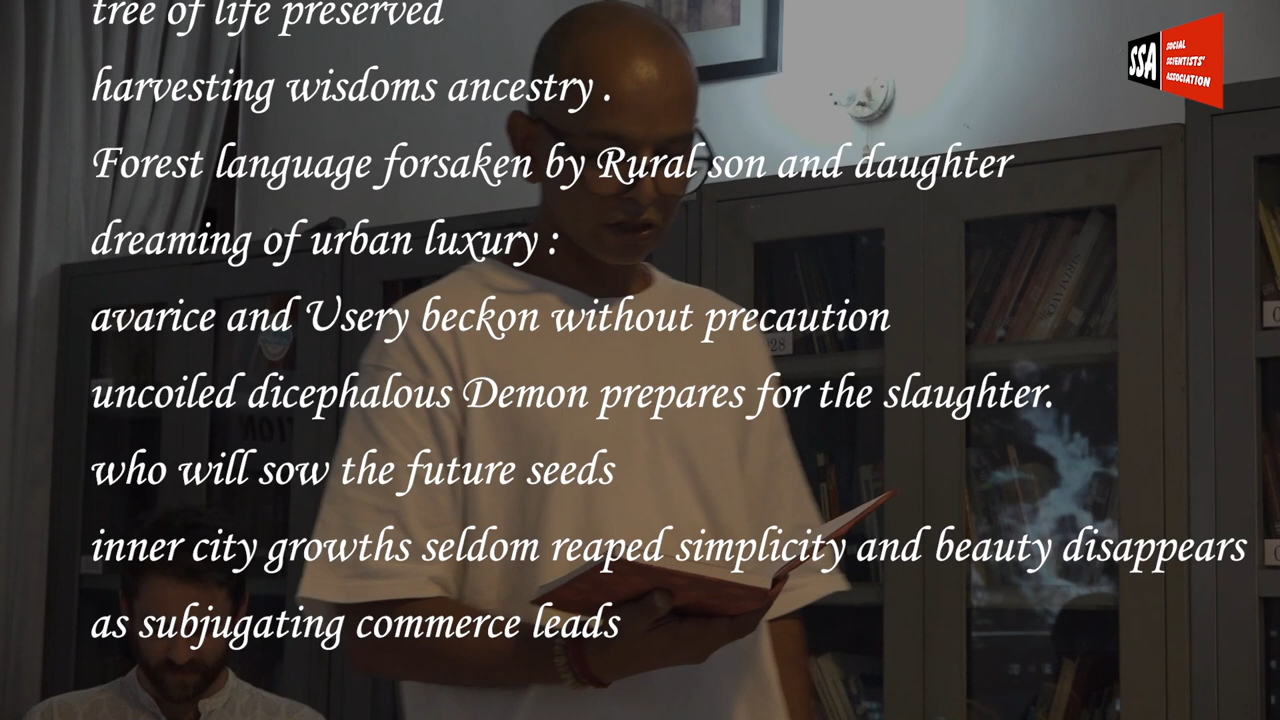 tree of life preserved
harvesting wisdoms ancestry .
Forest language forsaken by Rural son and daughter
dreaming of urban luxury :
avarice and Usery beckon without precaution
uncoiled dicephalous Demon prepares for the slaughter.
who will sow the future seeds
inner city growths seldom reaped simplicity and beauty disappears
as subjugating commerce leads
SSA
SOCIAL
SCIENTISTS'
ASSOCIATION
28